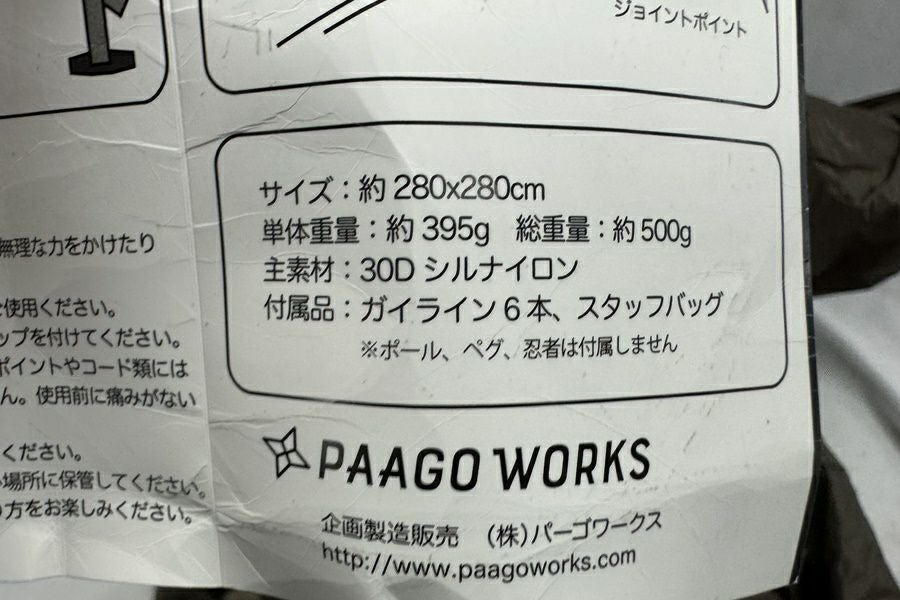 ジョイントポイント
サイズ：約 280x280cm
単体重量：約 395g　総重量：約 500g
主素材：30D シルナイロン
付属品：ガイライン 6 本、スタッフバッグ
※ポール、ペグ、忍者は付属しません
無理な力をかけたり
使用ください。
ップを付けてください。
ポイントやコード類には
ん。使用前に痛みがない
ください。
場所に保管してください。
方をお楽しみください。
PAAGO WORKS
企画製造販売　（株）パーゴワークス
http://www.paagoworks.com